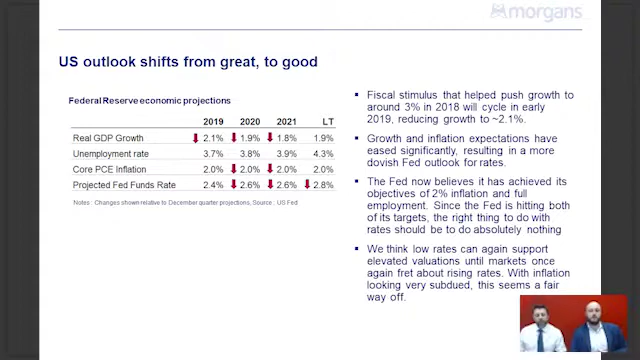 morgans
US outlook shifts from great, to good
Federal Reserve economic projections
2019 2020 2021 LT
Real GDP Growth 2.1% 1.9% 1.8% 1.9%
Unemployment rate 3.7% 3.8% 3.9% 4.3%
Core PCE Inflation 2.0% 2.0% 2.0% 2.0%
Projected Fed Funds Rate 2.4% 2.6% 2.6% 2.8%
Notes : Changes shown relative to December quarter projections, Source : US Fed
▪ Fiscal stimulus that helped push growth to
around 3% in 2018 will cycle in early
2019, reducing growth to ~2.1%.
▪ Growth and inflation expectations have
eased significantly, resulting in a more
dovish Fed outlook for rates.
▪ The Fed now believes it has achieved its
objectives of 2% inflation and full
employment. Since the Fed is hitting both
of its targets, the right thing to do with
rates should be to do absolutely nothing
▪ We think low rates can again support
elevated valuations until markets once
again fret about rising rates. With inflation
looking very subdued, this seems a fair
way off.